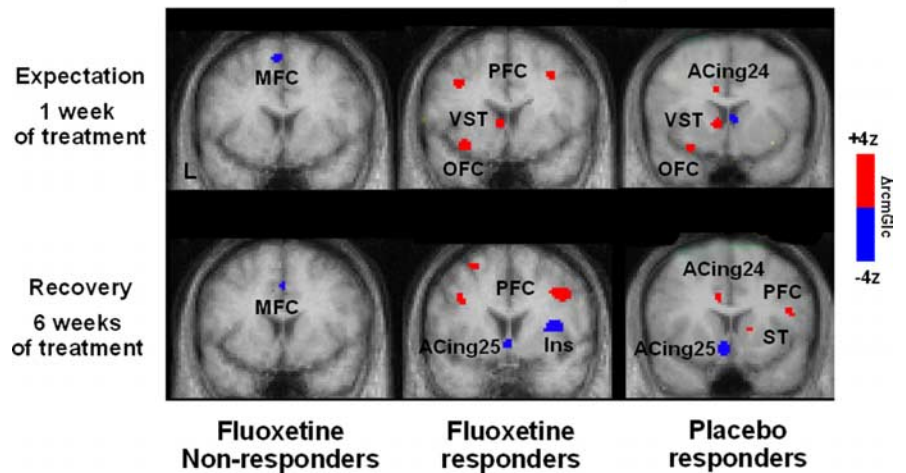 Expectation
1 week
of treatment
MFC
L
PFC
VST
OFC
ACing24
VST
OFC
+4z
ΔrcmGlc
-4z
Recovery
6 weeks
of treatment
MFC
PFC
ACing25
Ins
ACing24
PFC
ACing25
ST
Fluoxetine
Non-responders
Fluoxetine
responders
Placebo
responders